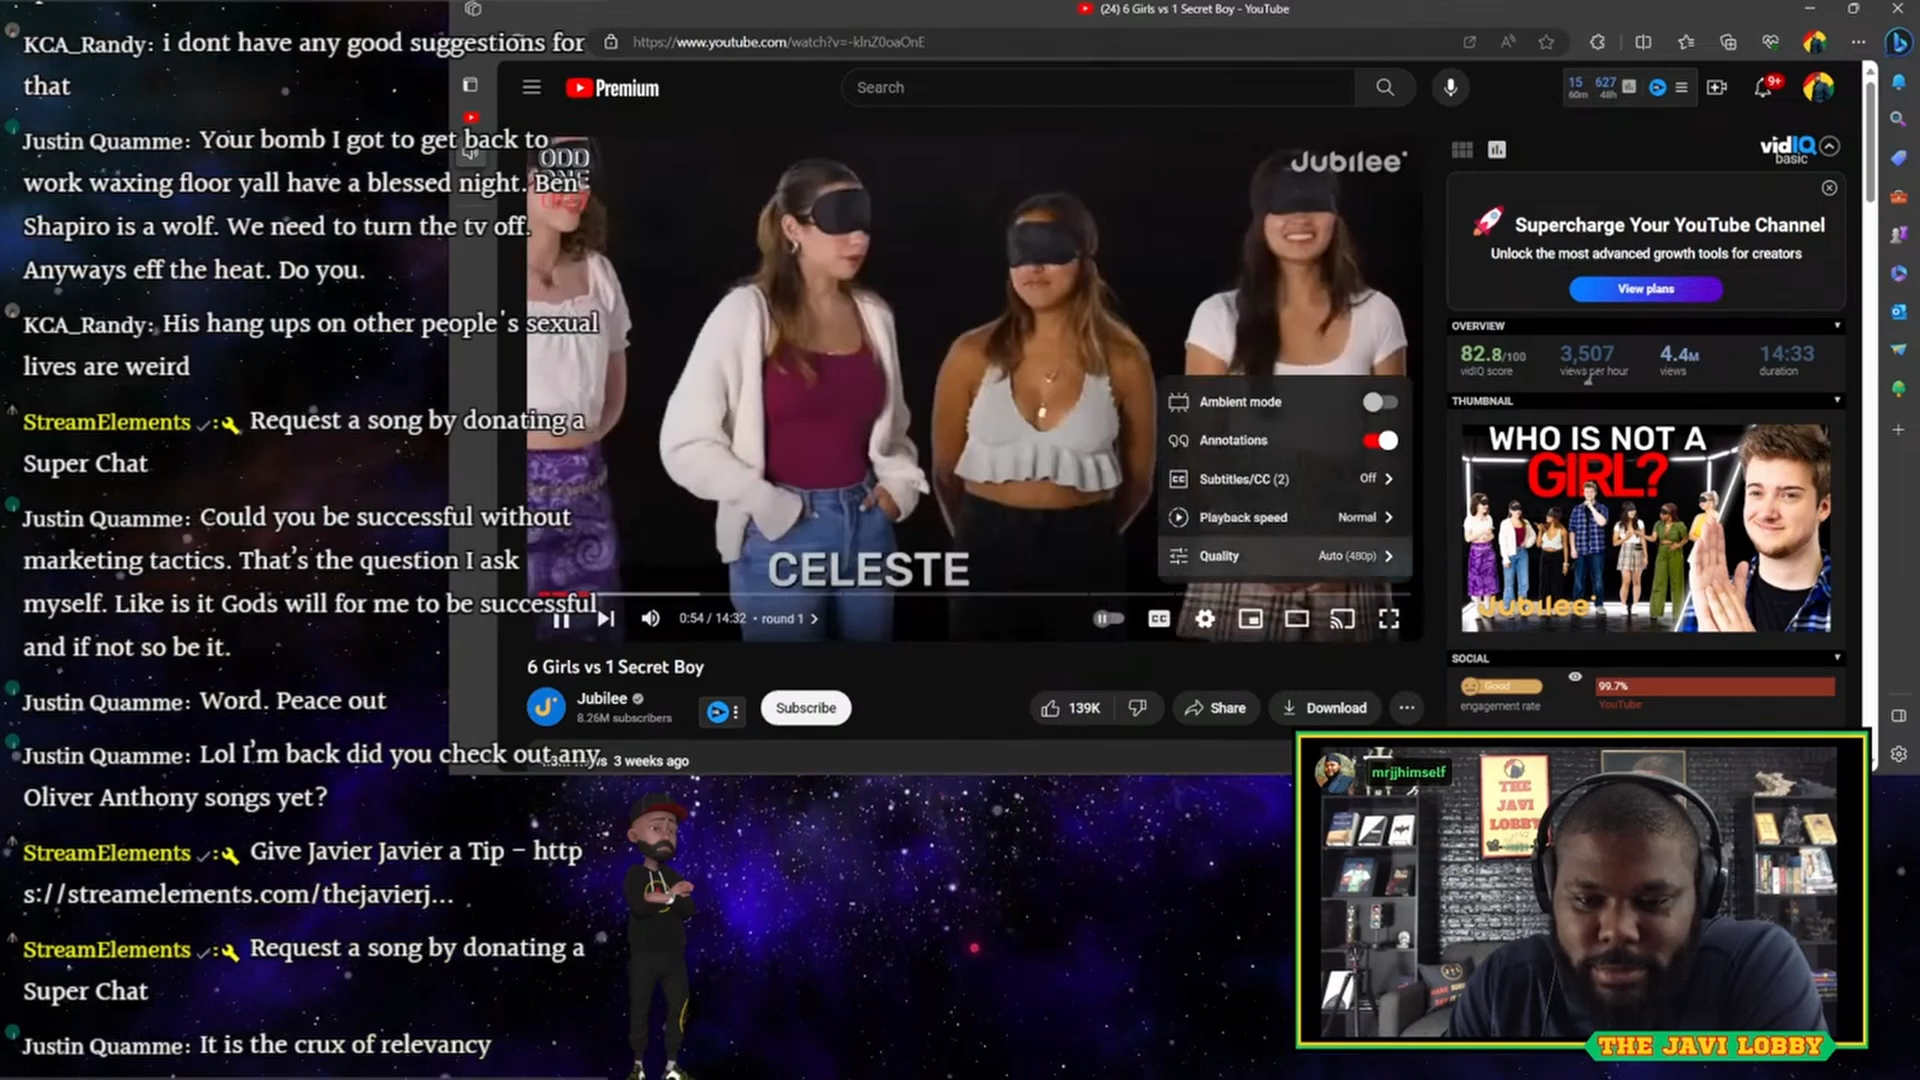 KCA_Randy: i dont have any good suggestions for
that
Justin Quamme: Your bomb I got to get back to
work waxing floor yall have a blessed night. Ben
Shapiro is a wolf. We need to turn the tv off.
Anyways eff the heat. Do you.
KCA_Randy: His hang ups on other people's sexual
lives are weird
StreamElements : Request a song by donating a
Super Chat
Justin Quamme: Could you be successful without
marketing tactics. That's the question I ask
myself. Like is it Gods will for me to be successful
and if not so be it.
Justin Quamme: Word. Peace out
Justin Quamme: Lol I'm back did you check out any
Oliver Anthony songs yet?
StreamElements : Give Javier Javier a Tip - http
s://streamelements.com/thejavierj...
StreamElements : Request a song by donating a
Super Chat
Justin Quamme: It is the crux of relevancy
(24) 6 Girls vs 1 Secret Boy - YouTube
https://www.youtube.com/watch?v=-klnZ0oaOnE
Premium
Search
15 627
60m 48h
9+
ODD
ONE
Jubilee
CELESTE
Ambient mode
Annotations
Subtitles/CC (2) Off
Playback speed Normal
Quality Auto (480p)
0:54 / 14:32 • round 1
CC
6 Girls vs 1 Secret Boy
Jubilee
8.26M subscribers
Subscribe
139K
Share
Download
3 weeks ago
vidIQ
basic
Supercharge Your YouTube Channel
Unlock the most advanced growth tools for creators
View plans
OVERVIEW
82.8/100 3,507 4.4M 14:33
vidIQ score views per hour views duration
THUMBNAIL
WHO IS NOT A
GIRL?
Jubilee
SOCIAL
Good 99.7%
engagement rate YouTube
mrjjhimself
THE
JAVI
LOBBY
THE JAVI LOBBY